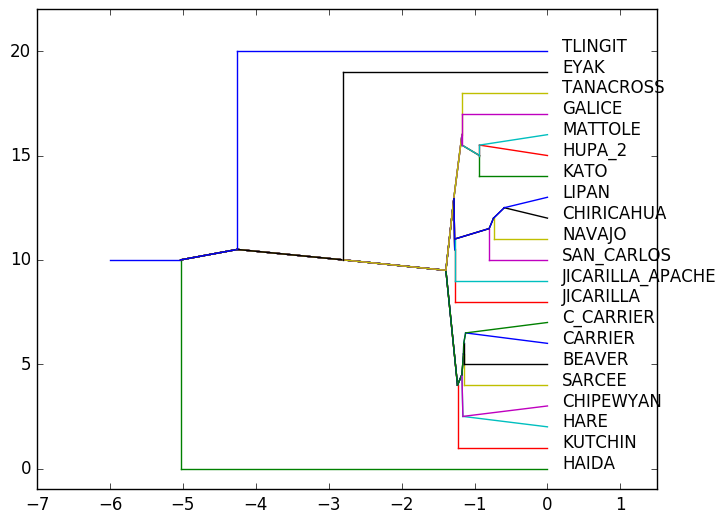 20
15
10
5
0
TLINGIT
EYAK
TANACROSS
GALICE
MATTOLE
HUPA_2
KATO
LIPAN
CHIRICAHUA
NAVAJO
SAN_CARLOS
JICARILLA_APACHE
JICARILLA
C_CARRIER
CARRIER
BEAVER
SARCEE
CHIPEWYAN
HARE
KUTCHIN
HAIDA
−7 −6 −5 −4 −3 −2 −1 0 1